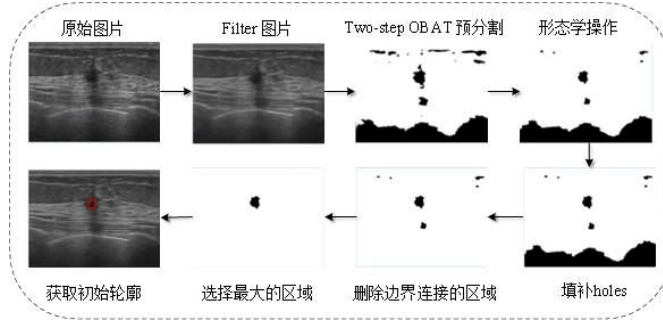 原始图片
Filter 图片
Two-step OBAT 预分割
形态学操作
获取初始轮廓
选择最大的区域
删除边界连接的区域
填补holes